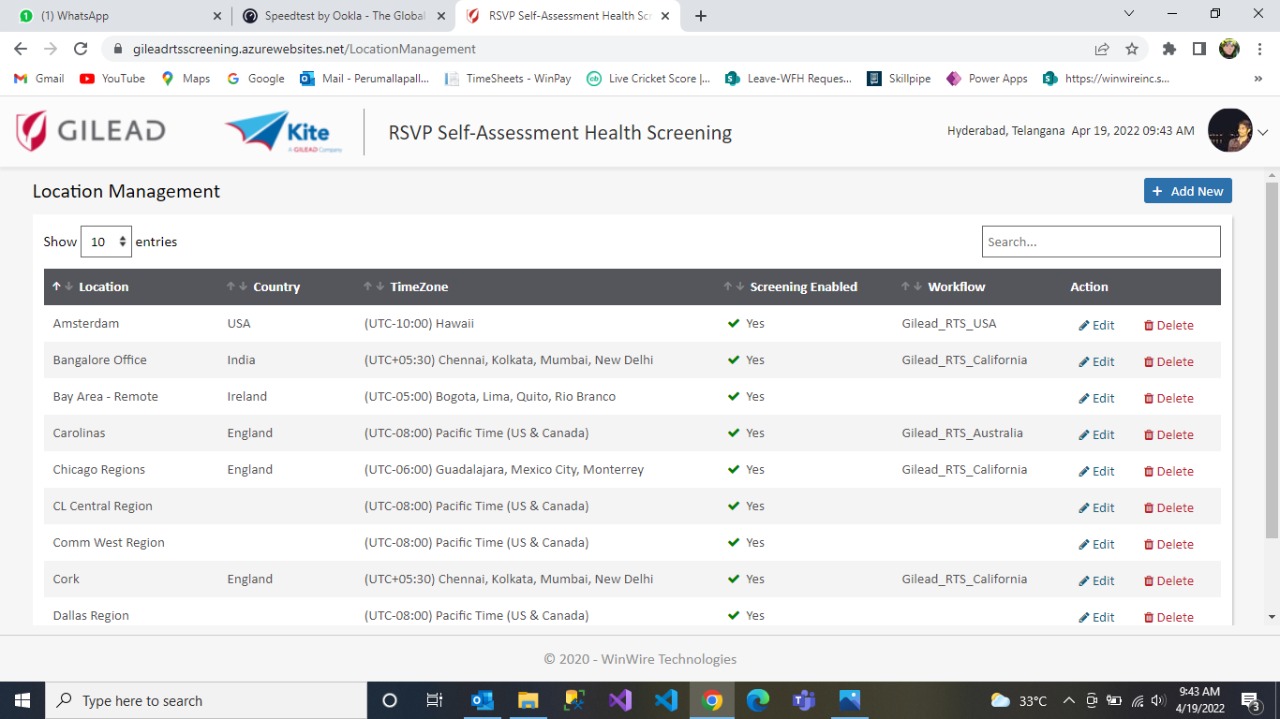 (1) WhatsApp
Speedtest by Ookla - The Global
RSVP Self-Assessment Health Scr
gileadrtsscreening.azurewebsites.net/LocationManagement
Gmail YouTube Maps Google Mail - Perumallapall... TimeSheets - WinPay Live Cricket Score |... Leave-WFH Reques... Skillpipe Power Apps https://winwireinc.s... »
GILEAD Kite A GILEAD Company RSVP Self-Assessment Health Screening Hyderabad, Telangana Apr 19, 2022 09:43 AM
Location Management + Add New
Show 10 entries Search...
Location Country TimeZone Screening Enabled Workflow Action
Amsterdam USA (UTC-10:00) Hawaii Yes Gilead_RTS_USA Edit Delete
Bangalore Office India (UTC+05:30) Chennai, Kolkata, Mumbai, New Delhi Yes Gilead_RTS_California Edit Delete
Bay Area - Remote Ireland (UTC-05:00) Bogota, Lima, Quito, Rio Branco Yes Edit Delete
Carolinas England (UTC-08:00) Pacific Time (US & Canada) Yes Gilead_RTS_Australia Edit Delete
Chicago Regions England (UTC-06:00) Guadalajara, Mexico City, Monterrey Yes Gilead_RTS_California Edit Delete
CL Central Region (UTC-08:00) Pacific Time (US & Canada) Yes Edit Delete
Comm West Region (UTC-08:00) Pacific Time (US & Canada) Yes Edit Delete
Cork England (UTC+05:30) Chennai, Kolkata, Mumbai, New Delhi Yes Gilead_RTS_California Edit Delete
Dallas Region (UTC-08:00) Pacific Time (US & Canada) Yes Edit Delete
© 2020 - WinWire Technologies
Type here to search 33°C 9:43 AM
4/19/2022 3